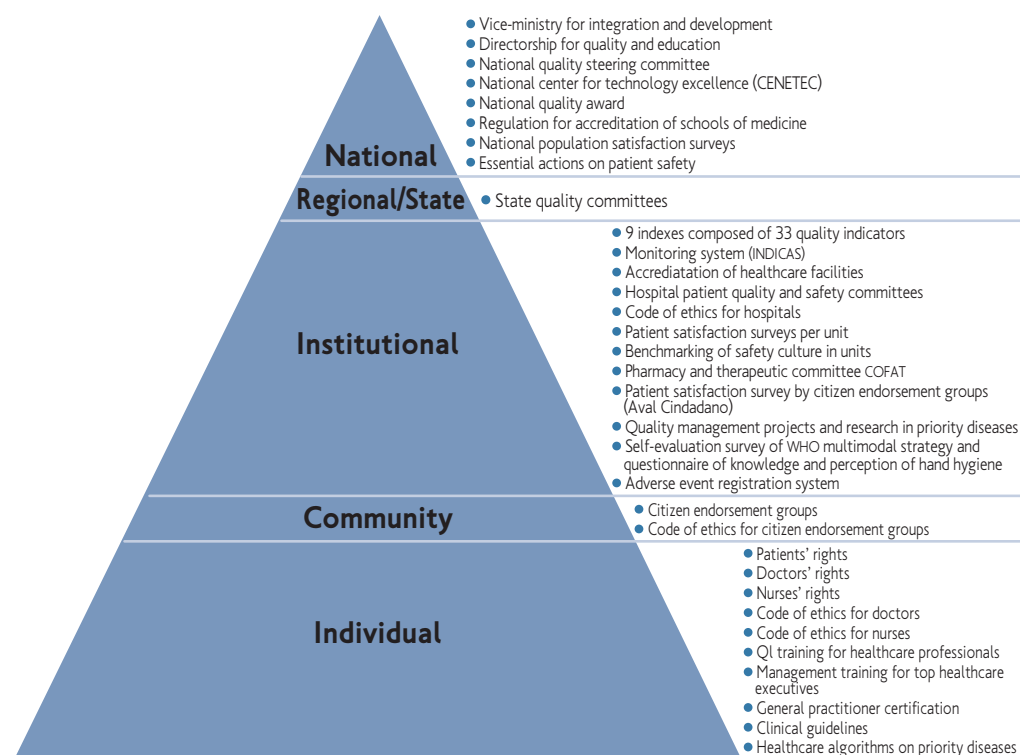 ● Vice-ministry for integration and development
● Directorship for quality and education
● National quality steering committee
● National center for technology excellence (CENETEC)
● National quality award
● Regulation for accreditation of schools of medicine
● National population satisfaction surveys
● Essential actions on patient safety
National
Regional/State
● State quality committees
● 9 indexes composed of 33 quality indicators
● Monitoring system (INDICAS)
● Accrediatation of healthcare facilities
● Hospital patient quality and safety committees
● Code of ethics for hospitals
● Patient satisfaction surveys per unit
● Benchmarking of safety culture in units
● Pharmacy and therapeutic committee COFAT
● Patient satisfaction survey by citizen endorsement groups
(Aval Cindadano)
● Quality management projects and research in priority diseases
● Self-evaluation survey of WHO multimodal strategy and
questionnaire of knowledge and perception of hand hygiene
● Adverse event registration system
Institutional
Community
● Citizen endorsement groups
● Code of ethics for citizen endorsement groups
● Patients' rights
● Doctors' rights
● Nurses' rights
● Code of ethics for doctors
● Code of ethics for nurses
● Ql training for healthcare professionals
● Management training for top healthcare
executives
● General practitioner certification
● Clinical guidelines
● Healthcare algorithms on priority diseases
Individual